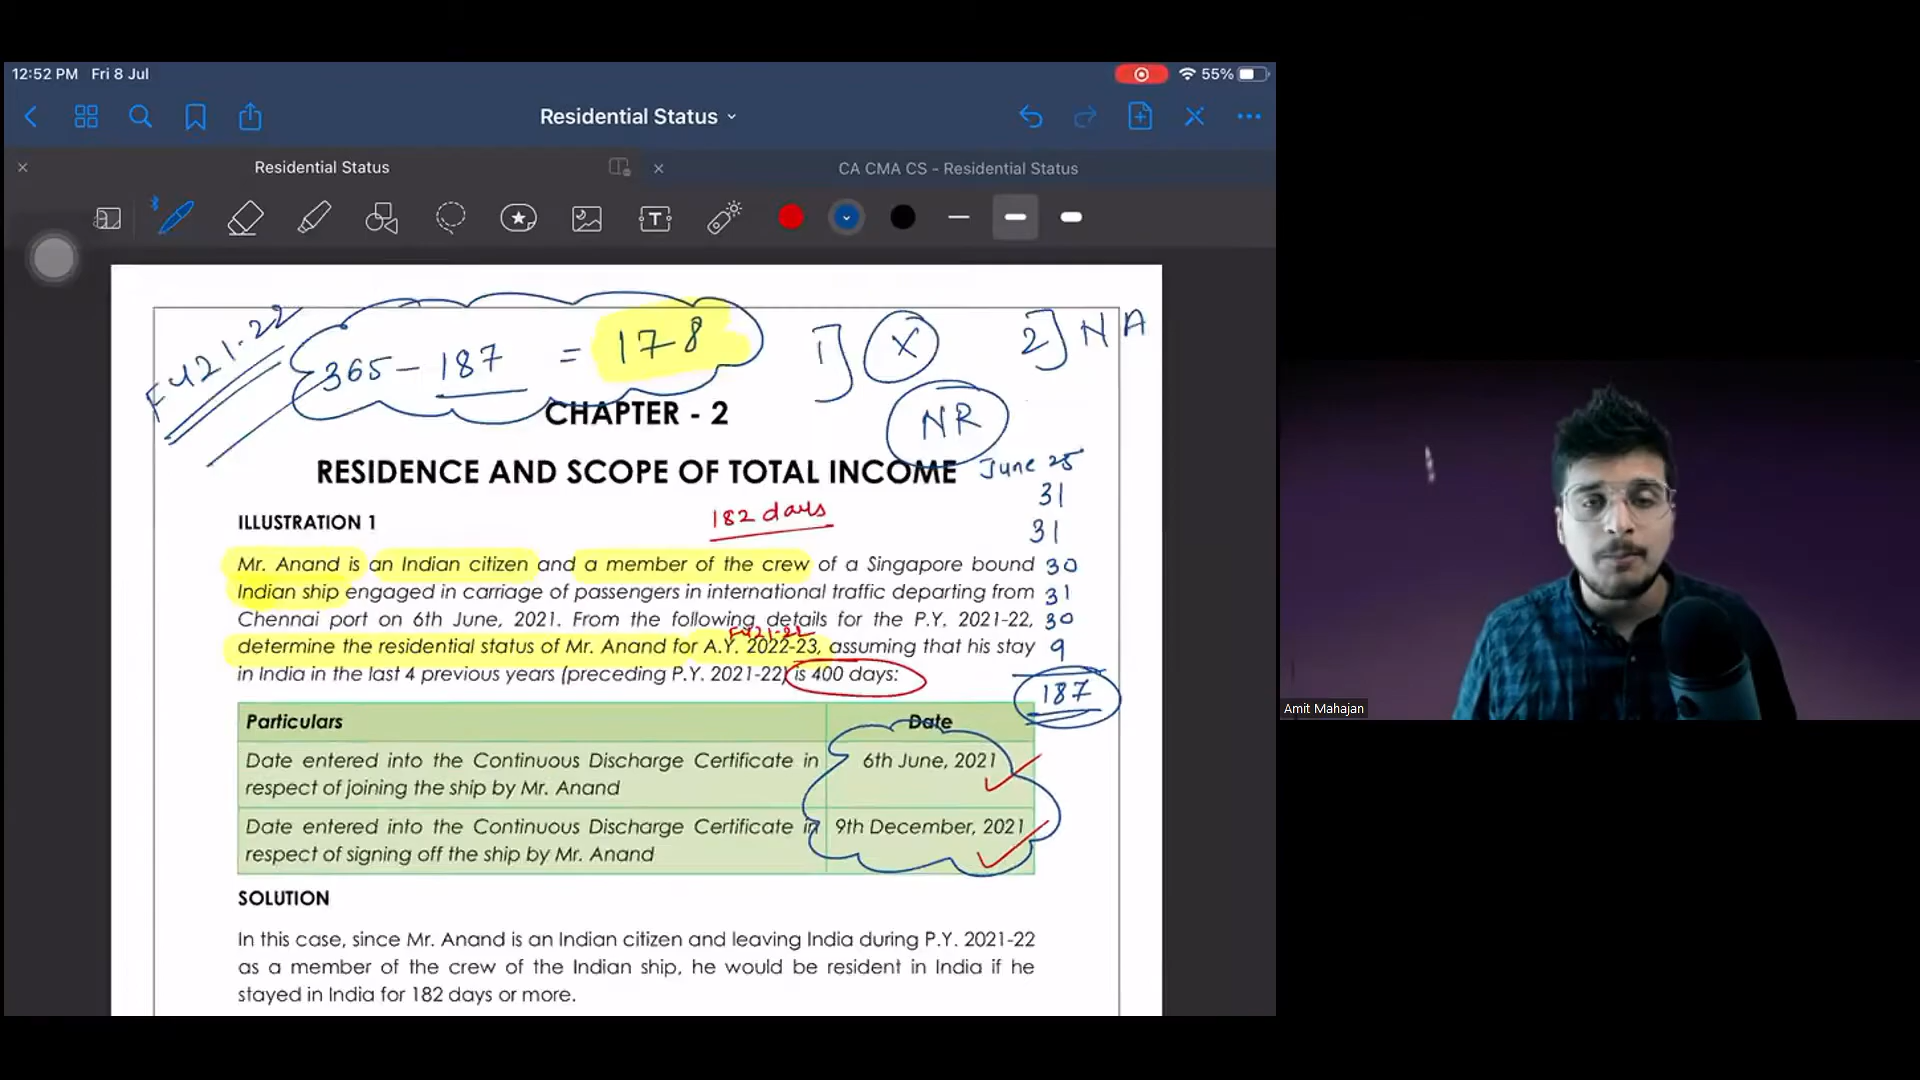 12:52 PM Fri 8 Jul
55%
Residential Status
Residential Status
CA CMA CS - Residential Status
FY21-22
365 - 187 = 178
1] X
2] NA
NR
CHAPTER - 2
RESIDENCE AND SCOPE OF TOTAL INCOME
June 25
31
31
30
31
30
9
187
182 days
ILLUSTRATION 1
Mr. Anand is an Indian citizen and a member of the crew of a Singapore bound
Indian ship engaged in carriage of passengers in international traffic departing from
Chennai port on 6th June, 2021. From the following details for the P.Y. 2021-22,
FY21-22
determine the residential status of Mr. Anand for A.Y. 2022-23, assuming that his stay
in India in the last 4 previous years (preceding P.Y. 2021-22) is 400 days:
Particulars Date
Date entered into the Continuous Discharge Certificate in
respect of joining the ship by Mr. Anand
6th June, 2021
Date entered into the Continuous Discharge Certificate in
respect of signing off the ship by Mr. Anand
9th December, 2021
SOLUTION
In this case, since Mr. Anand is an Indian citizen and leaving India during P.Y. 2021-22
as a member of the crew of the Indian ship, he would be resident in India if he
stayed in India for 182 days or more.
Amit Mahajan